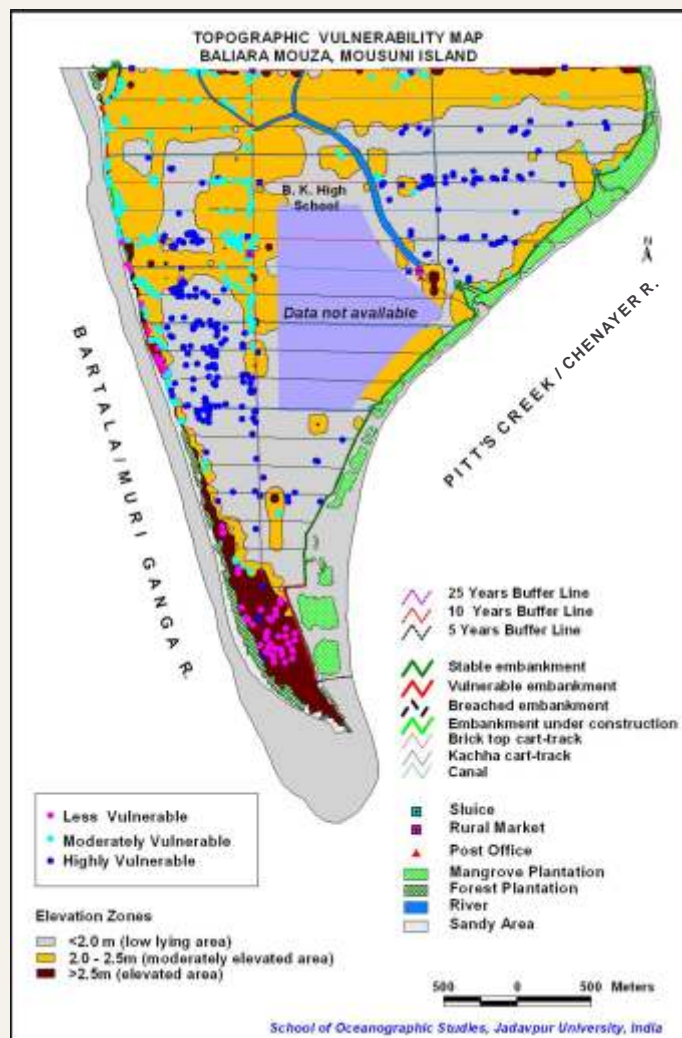 TOPOGRAPHIC VULNERABILITY MAP
BALIARA MOUZA, MOUSUNI ISLAND
B. K. High
School
N
Data not available
BARTALA / MURI GANGA R.
PITT'S CREEK / CHENAYER R.
25 Years Buffer Line
10 Years Buffer Line
5 Years Buffer Line
Stable embankment
Vulnerable embankment
Breached embankment
Embankment under construction
Brick top cart-track
Kachha cart-track
Canal
Sluice
Rural Market
Post Office
Mangrove Plantation
Forest Plantation
River
Sandy Area
Less Vulnerable
Moderately Vulnerable
Highly Vulnerable
Elevation Zones
<2.0 m (low lying area)
2.0 - 2.5m (moderately elevated area)
>2.5m (elevated area)
500 0 500 Meters
School of Oceanographic Studies, Jadavpur University, India